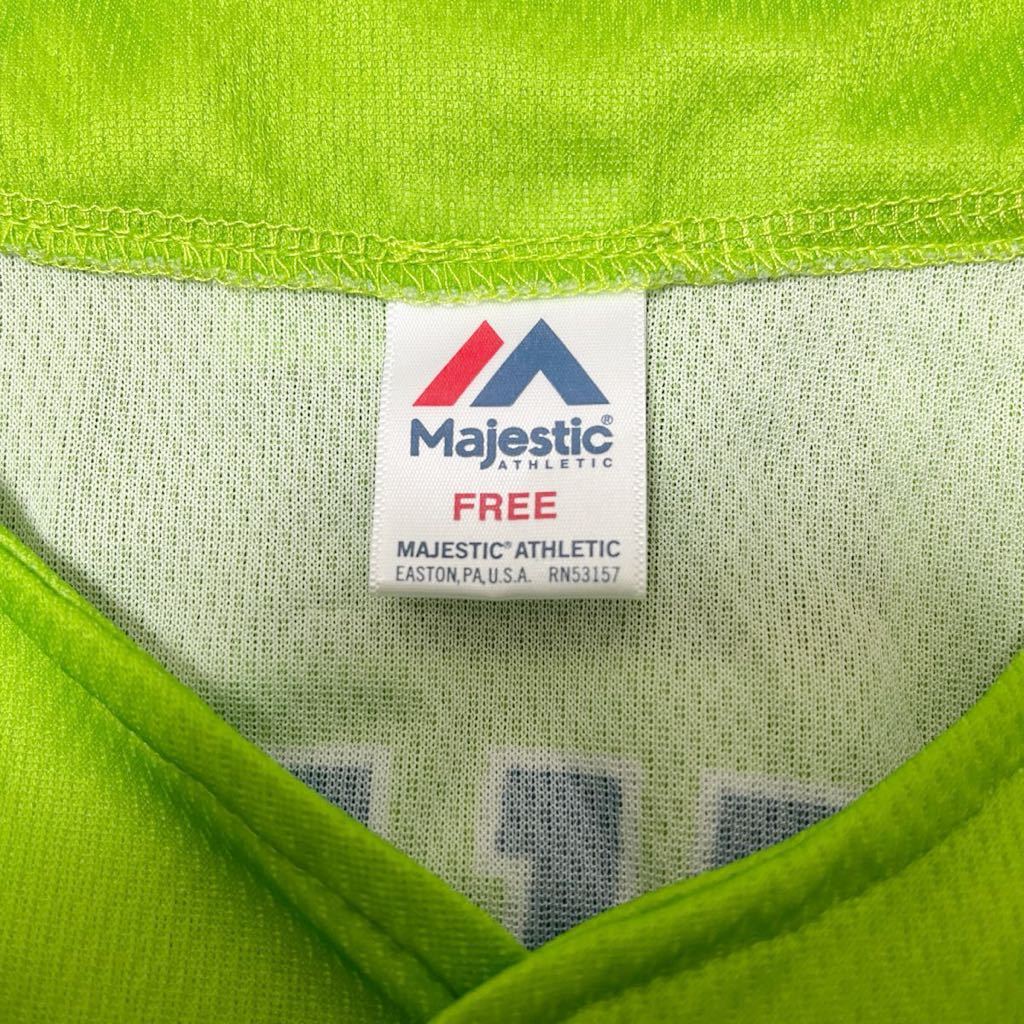 Majestic®
ATHLETIC
FREE
MAJESTIC® ATHLETIC
EASTON, PA, U.S.A. RN53157